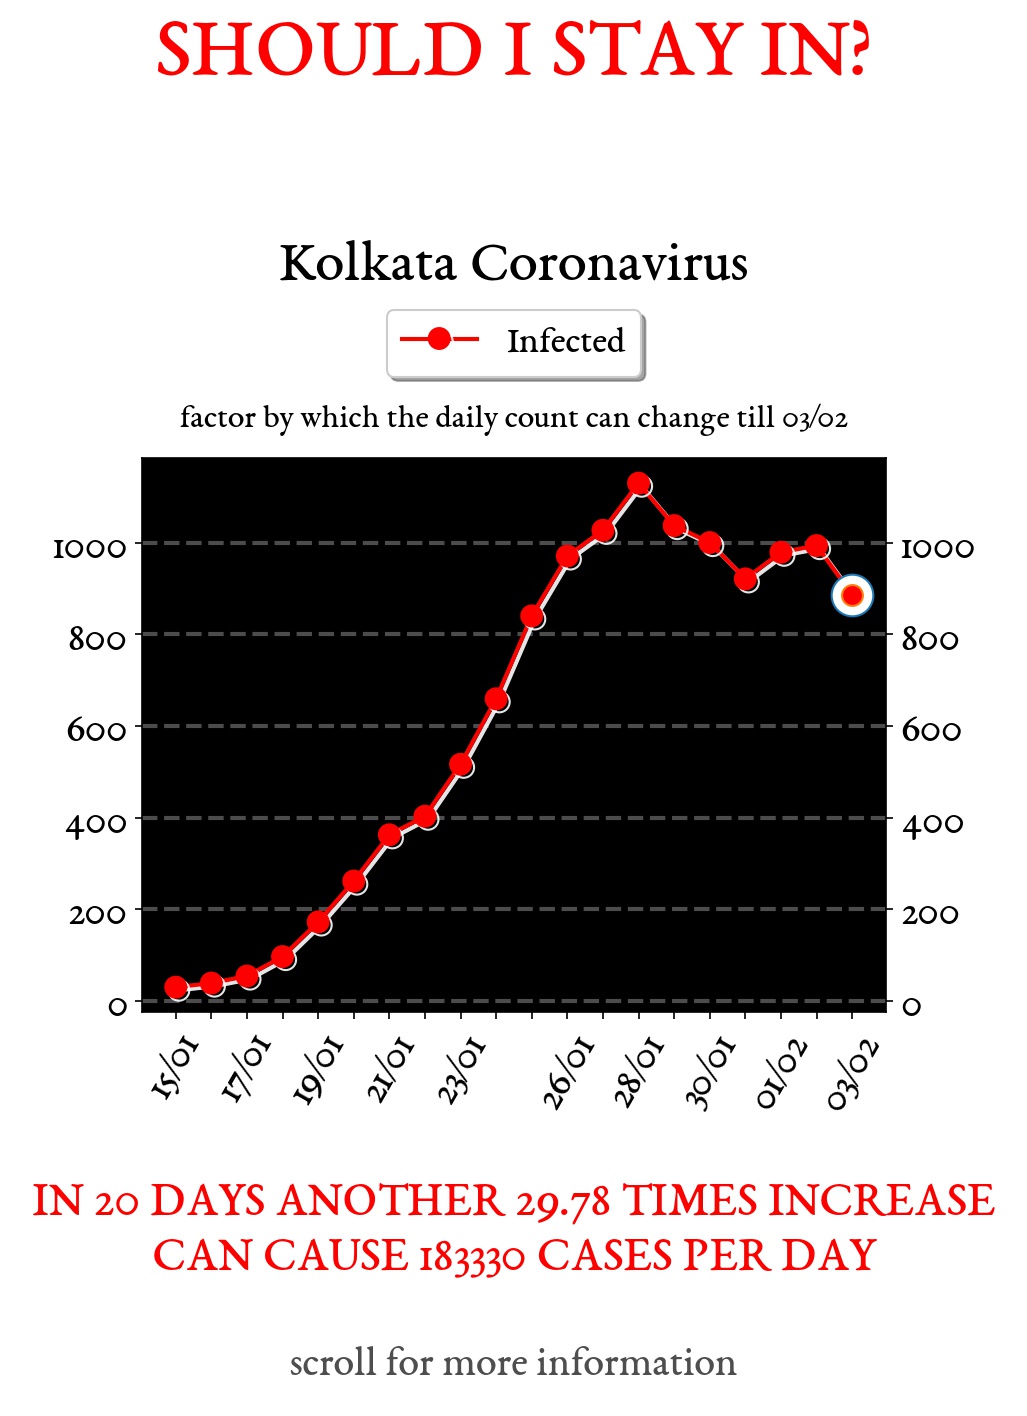 SHOULD I STAY IN?
Kolkata Coronavirus
Infected
factor by which the daily count can change till 03/02
1000 1000
800 800
600 600
400 400
200 200
0 0
15/01 17/01 19/01 21/01 23/01 26/01 28/01 30/01 01/02 03/02
IN 20 DAYS ANOTHER 29.78 TIMES INCREASE
CAN CAUSE 183330 CASES PER DAY
scroll for more information